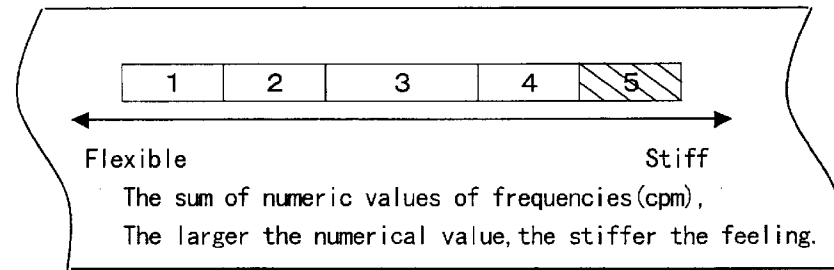 1 2 3 4 5
Flexible Stiff
The sum of numeric values of frequencies(cpm),
The larger the numerical value, the stiffer the feeling.